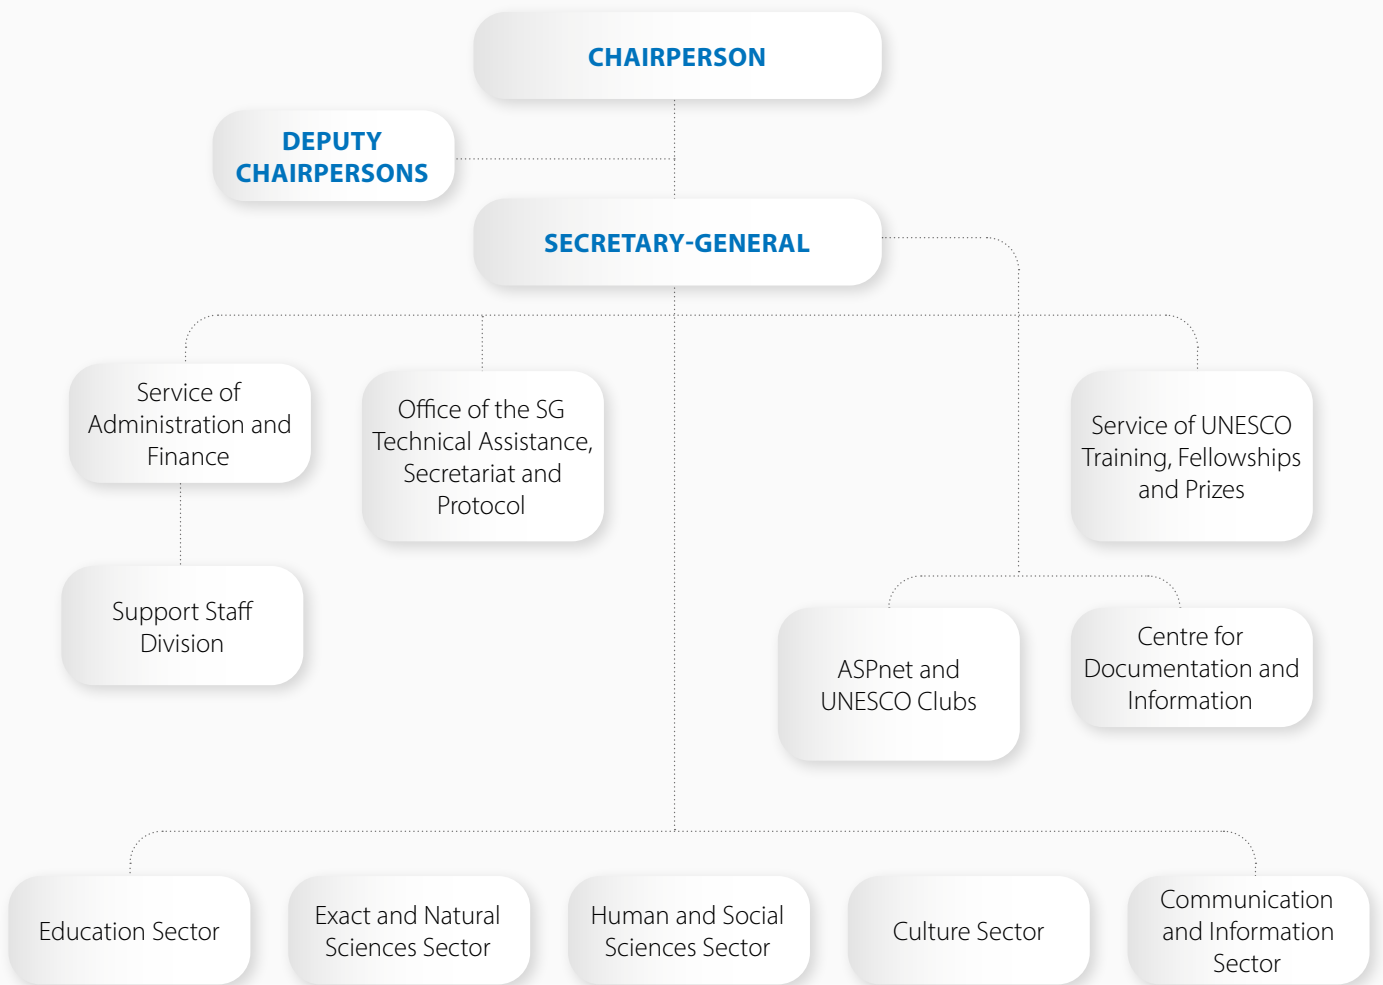 CHAIRPERSON
DEPUTY
CHAIRPERSONS
SECRETARY-GENERAL
Service of
Administration and
Finance
Office of the SG
Technical Assistance,
Secretariat and
Protocol
Service of UNESCO
Training, Fellowships
and Prizes
Support Staff
Division
ASPnet and
UNESCO Clubs
Centre for
Documentation and
Information
Education Sector
Exact and Natural
Sciences Sector
Human and Social
Sciences Sector
Culture Sector
Communication
and Information
Sector